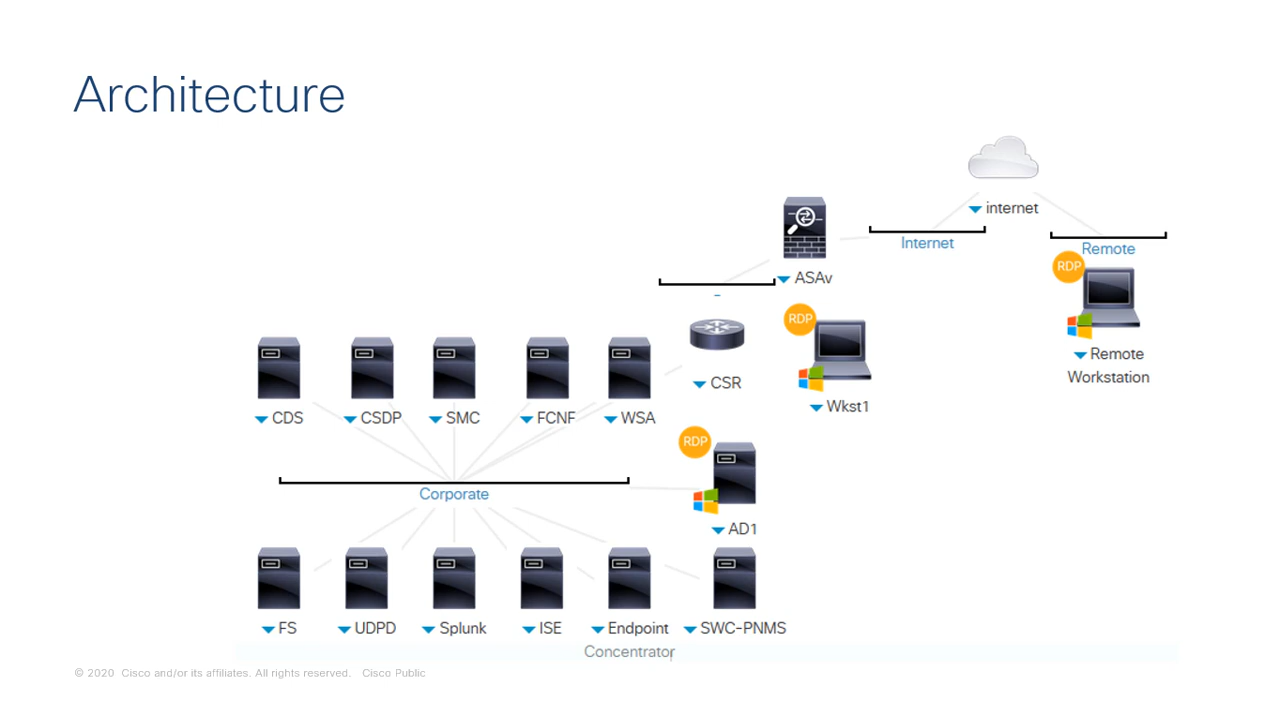 Architecture
internet
Internet
Remote
RDP
ASAv
RDP
Remote
Workstation
CSR
Wkst1
CDS
CSDP
SMC
FCNF
WSA
RDP
Corporate
AD1
FS
UDPD
Splunk
ISE
Endpoint
Concentrator
SWC-PNMS
© 2020 Cisco and/or its affiliates. All rights reserved. Cisco Public